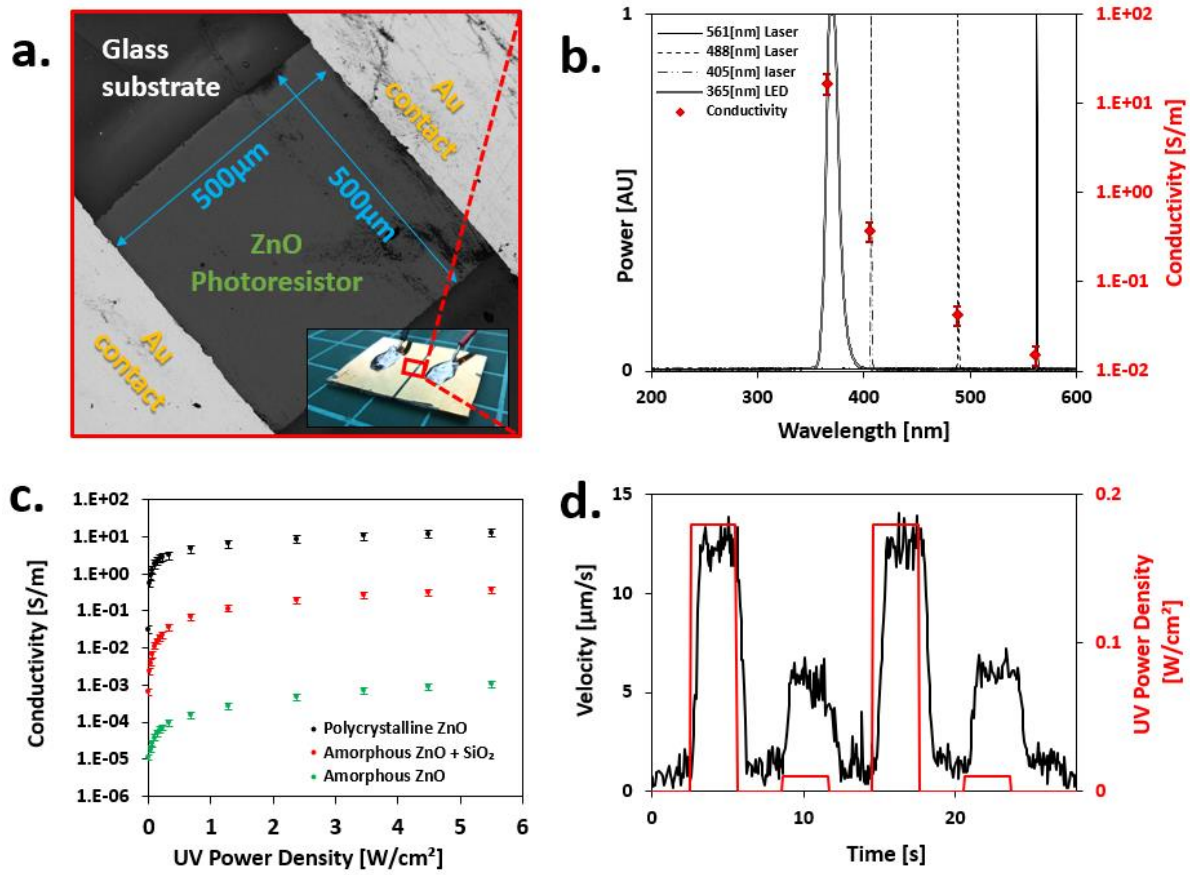 a.
Glass
substrate
Au
contact
500μm
500μm
ZnO
Photoresistor
Au
contact
b.
561[nm] Laser
488[nm] Laser
405[nm] laser
365[nm] LED
Conductivity
1
0
Power [AU]
200
300
400
500
600
Wavelength [nm]
1.E+02
1.E+01
1.E+00
1.E-01
1.E-02
Conductivity [S/m]
c.
1.E+02
1.E+01
1.E+00
1.E-01
1.E-02
1.E-03
1.E-04
1.E-05
1.E-06
Conductivity [S/m]
Polycrystalline ZnO
Amorphous ZnO + SiO₂
Amorphous ZnO
0
1
2
3
4
5
6
UV Power Density [W/cm²]
d.
15
10
5
0
Velocity [μm/s]
0
10
20
Time [s]
0.2
0.1
0
UV Power Density
[W/cm²]